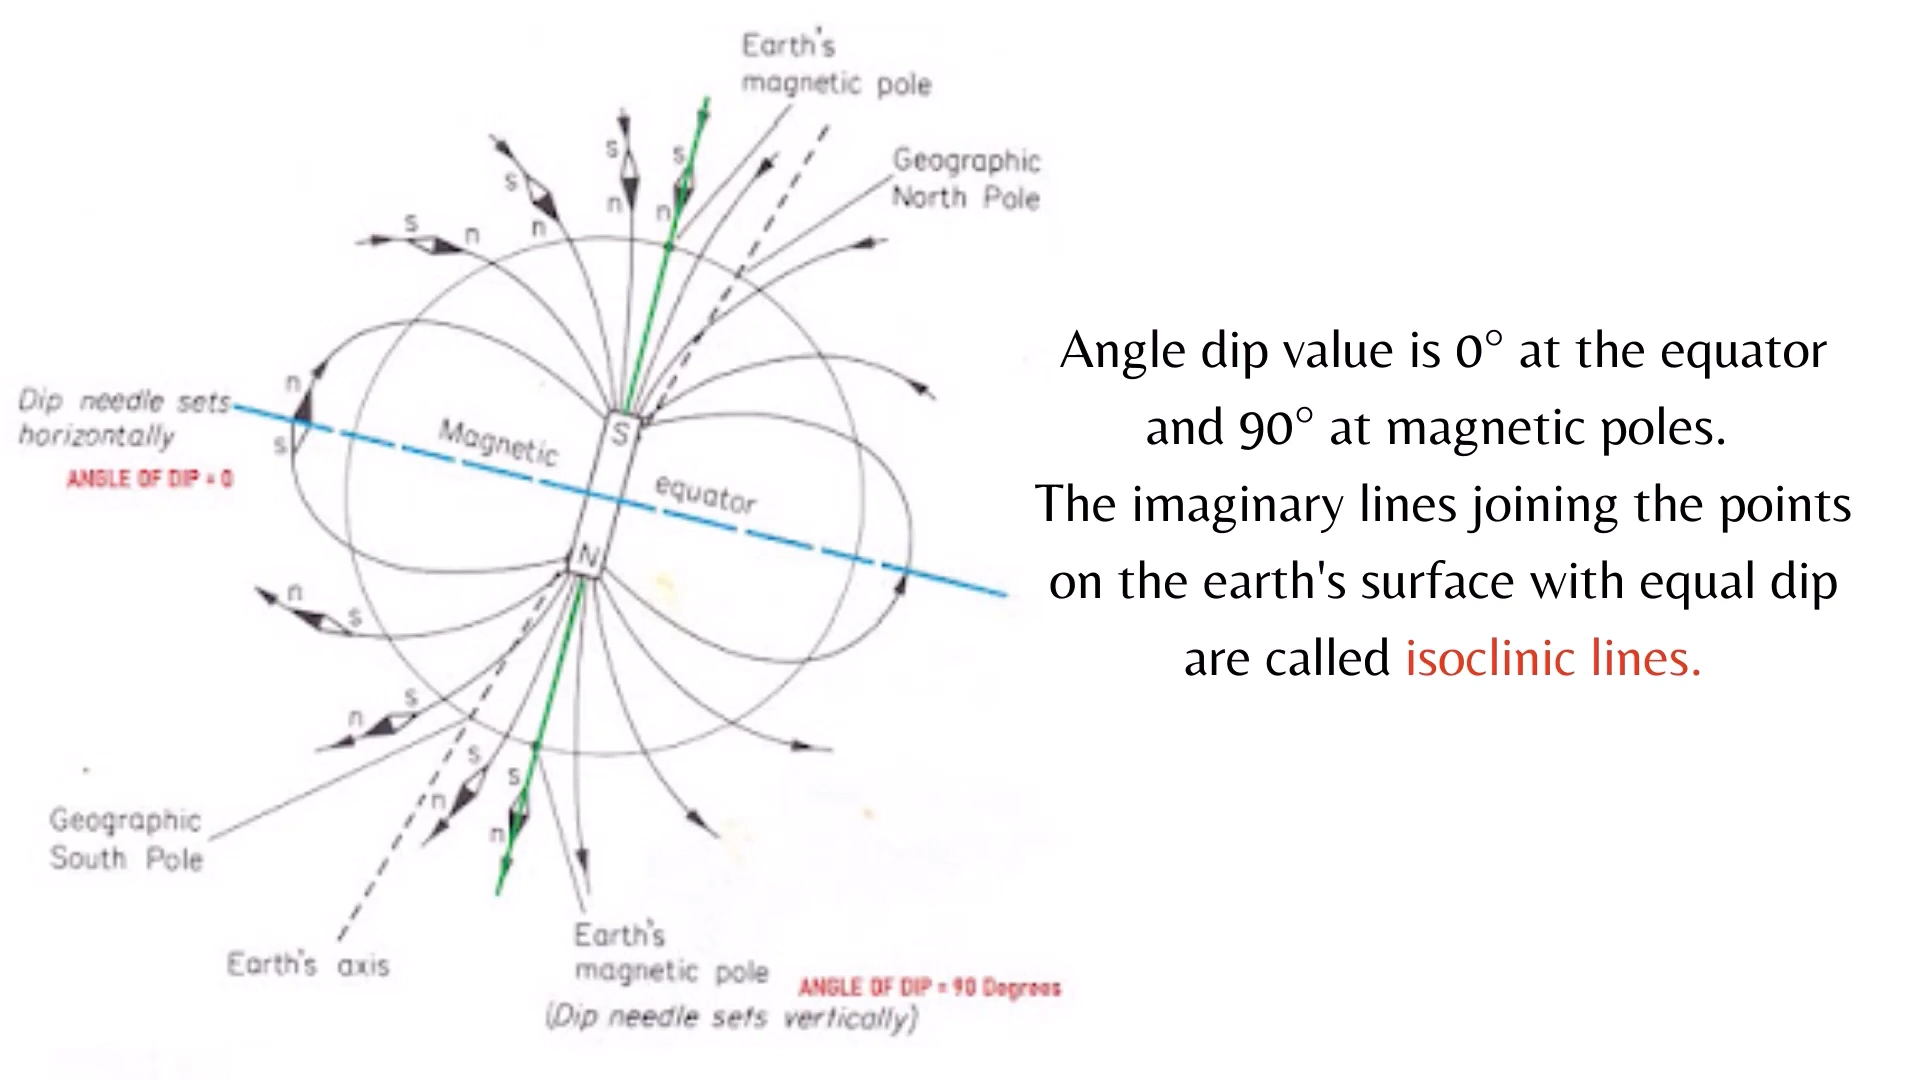 Earth's
magnetic pole
Geographic
North Pole
s
n
s
n
s
n
s
n
Dip needle sets
horizontally
ANGLE OF DIP = 0
n
s
Magnetic
equator
S
N
n
s
s
n
s
n
s
n
Geographic
South Pole
Earth's axis
Earth's
magnetic pole
ANGLE OF DIP = 90 Degrees
(Dip needle sets vertically)
Angle dip value is 0° at the equator
and 90° at magnetic poles.
The imaginary lines joining the points
on the earth's surface with equal dip
are called isoclinic lines.